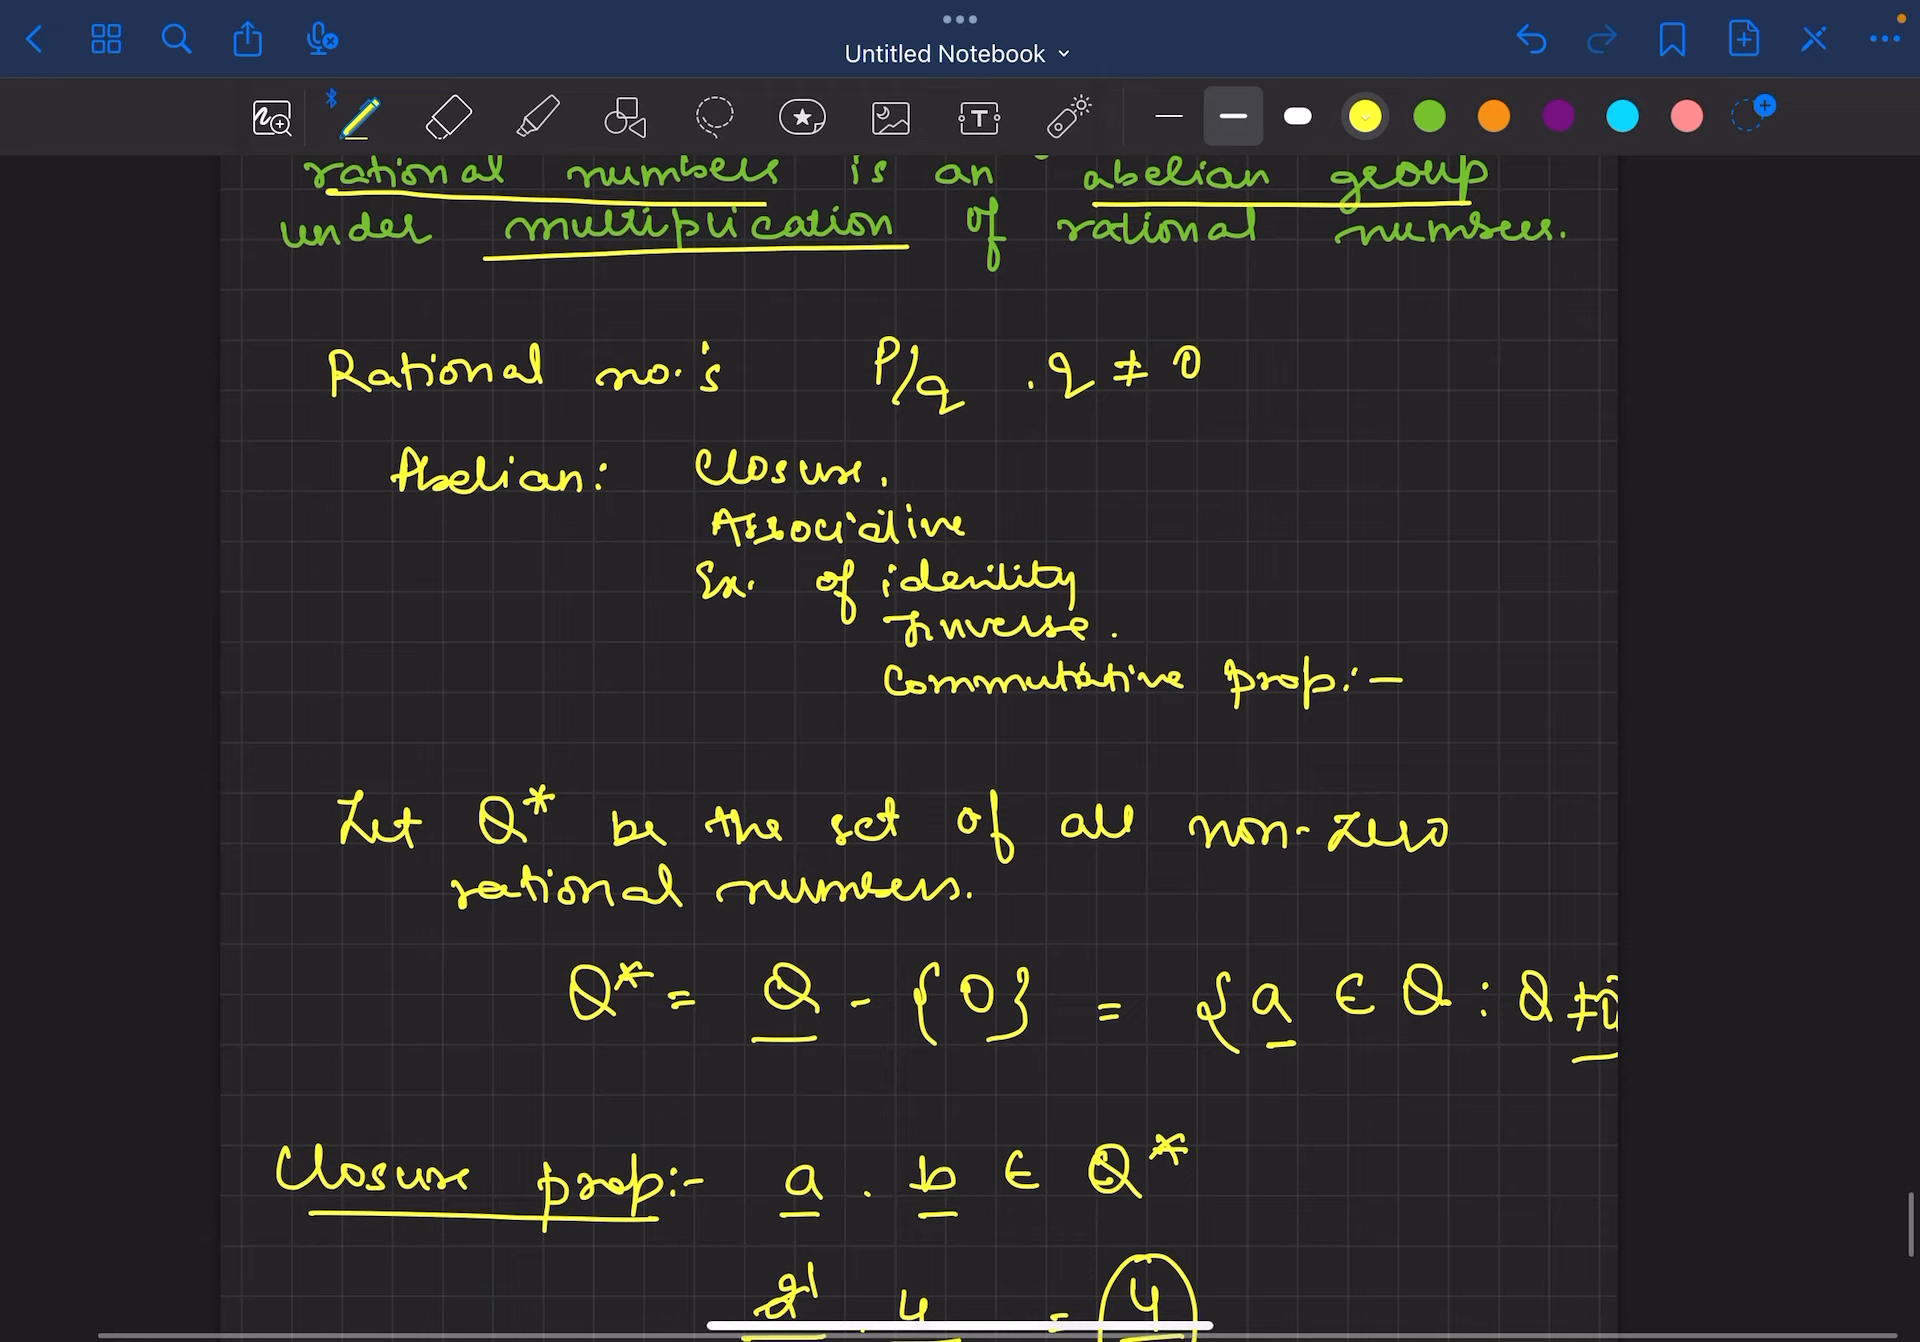 Untitled Notebook
rational numbers is an abelian group
under multiplication of rational numbers.
Rational no.'s P/q . q ≠ 0
Abelian: Closure.
Associative
Ex. of identity
Inverse.
Commutative prop:-
Let Q* be the set of all non-zero
rational numbers.
Q* = Q - {0} = {a ∈ Q : Q ≠
Closure prop:- a . b ∈ Q*
. 4 = 4